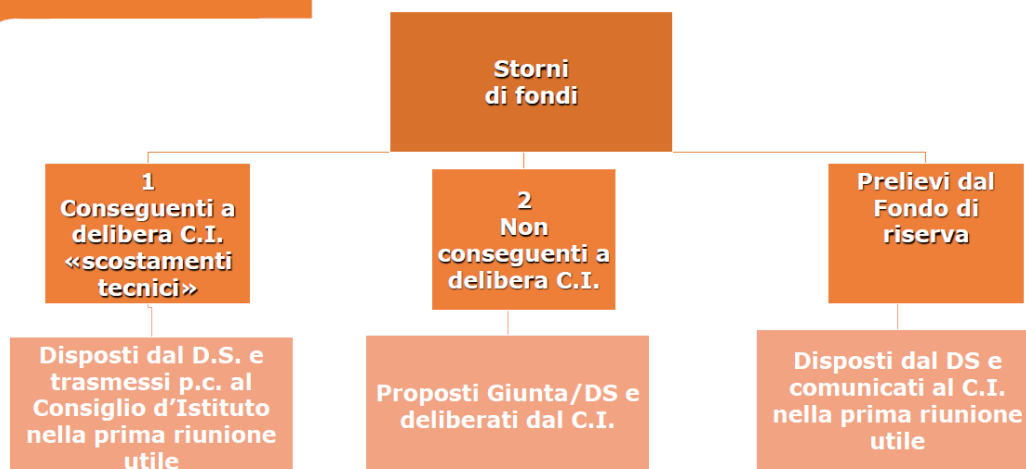 Storni
di fondi
1
Conseguenti a
delibera C.I.
«scostamenti
tecnici»
2
Non
conseguenti a
delibera C.I.
Prelievi dal
Fondo di
riserva
Disposti dal D.S. e
trasmessi p.c. al
Consiglio d’Istituto
nella prima riunione
utile
Proposti Giunta/DS e
deliberati dal C.I.
Disposti dal DS e
comunicati al C.I.
nella prima riunione
utile